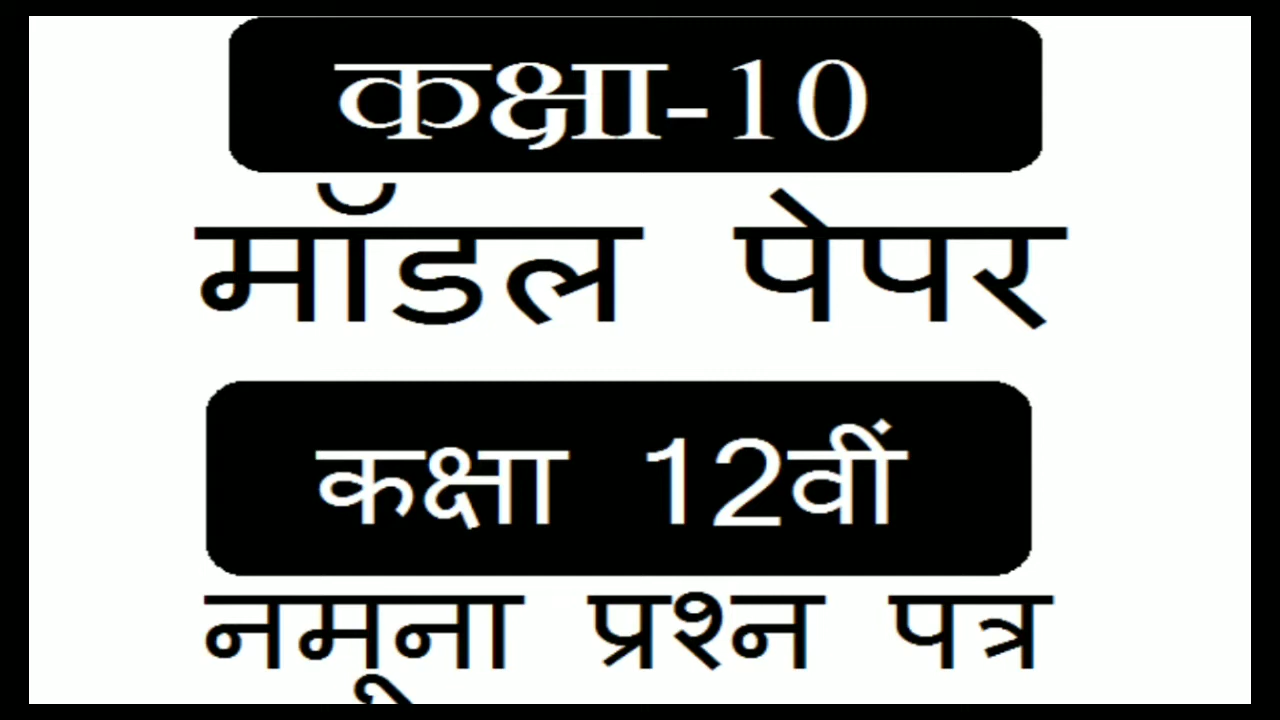 कक्षा-10
मॉडल पेपर
कक्षा 12वीं
नमूना प्रश्न पत्र